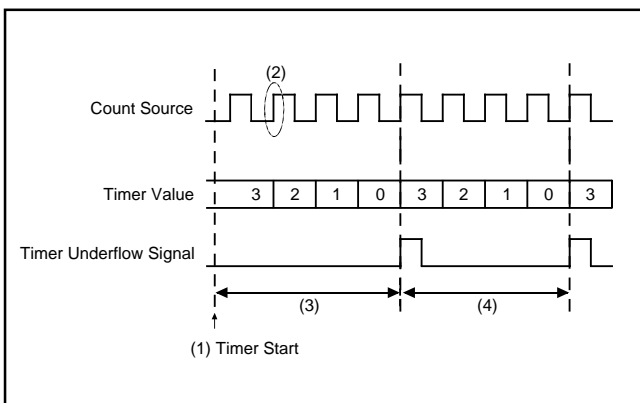 (2)
Count Source
Timer Value 3 2 1 0 3 2 1 0 3
Timer Underflow Signal
(3) (4)
(1) Timer Start